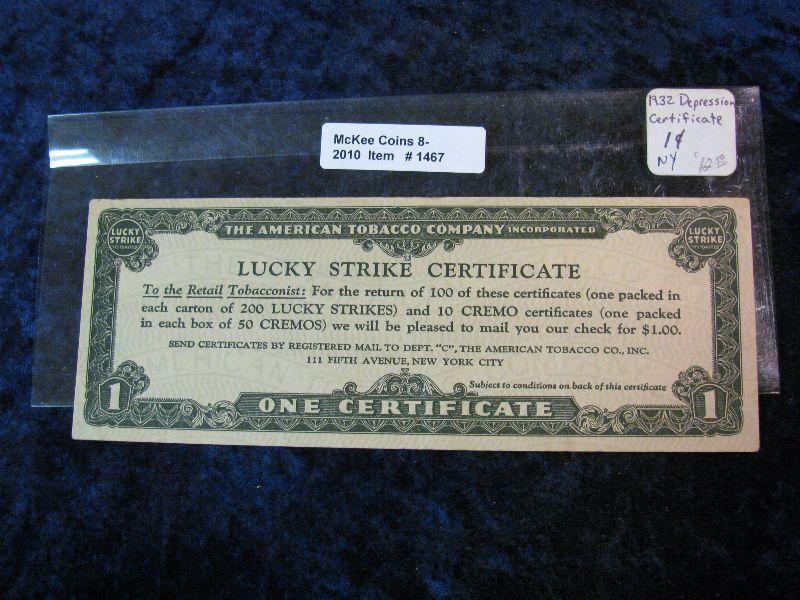 1932 Depression
Certificate
1¢
NY
McKee Coins 8-
2010 Item # 1467
THE AMERICAN TOBACCO COMPANY INCORPORATED
LUCKY
STRIKE
"IT'S TOASTED"
LUCKY
STRIKE
"IT'S TOASTED"
LUCKY STRIKE CERTIFICATE
To the Retail Tobacconist: For the return of 100 of these certificates (one packed in
each carton of 200 LUCKY STRIKES) and 10 CREMO certificates (one packed
in each box of 50 CREMOS) we will be pleased to mail you our check for $1.00.
SEND CERTIFICATES BY REGISTERED MAIL TO DEPT. "C", THE AMERICAN TOBACCO CO., INC.
111 FIFTH AVENUE, NEW YORK CITY
Subject to conditions on back of this certificate
1
ONE CERTIFICATE
1